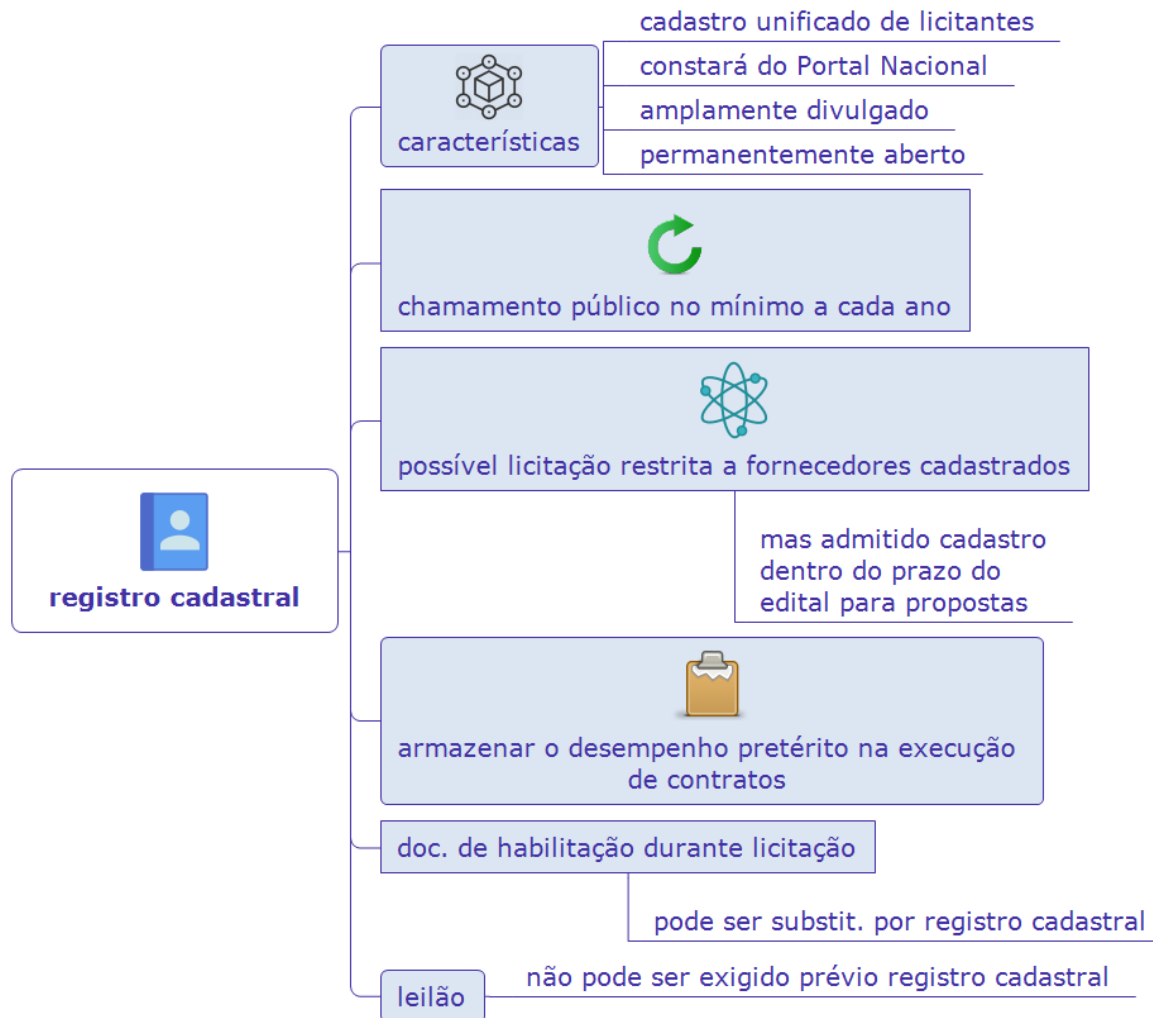 cadastro unificado de licitantes
constará do Portal Nacional
amplamente divulgado
permanentemente aberto
características
chamamento público no mínimo a cada ano
possível licitação restrita a fornecedores cadastrados
mas admitido cadastro
dentro do prazo do
edital para propostas
registro cadastral
armazenar o desempenho pretérito na execução
de contratos
doc. de habilitação durante licitação
pode ser substit. por registro cadastral
leilão
não pode ser exigido prévio registro cadastral